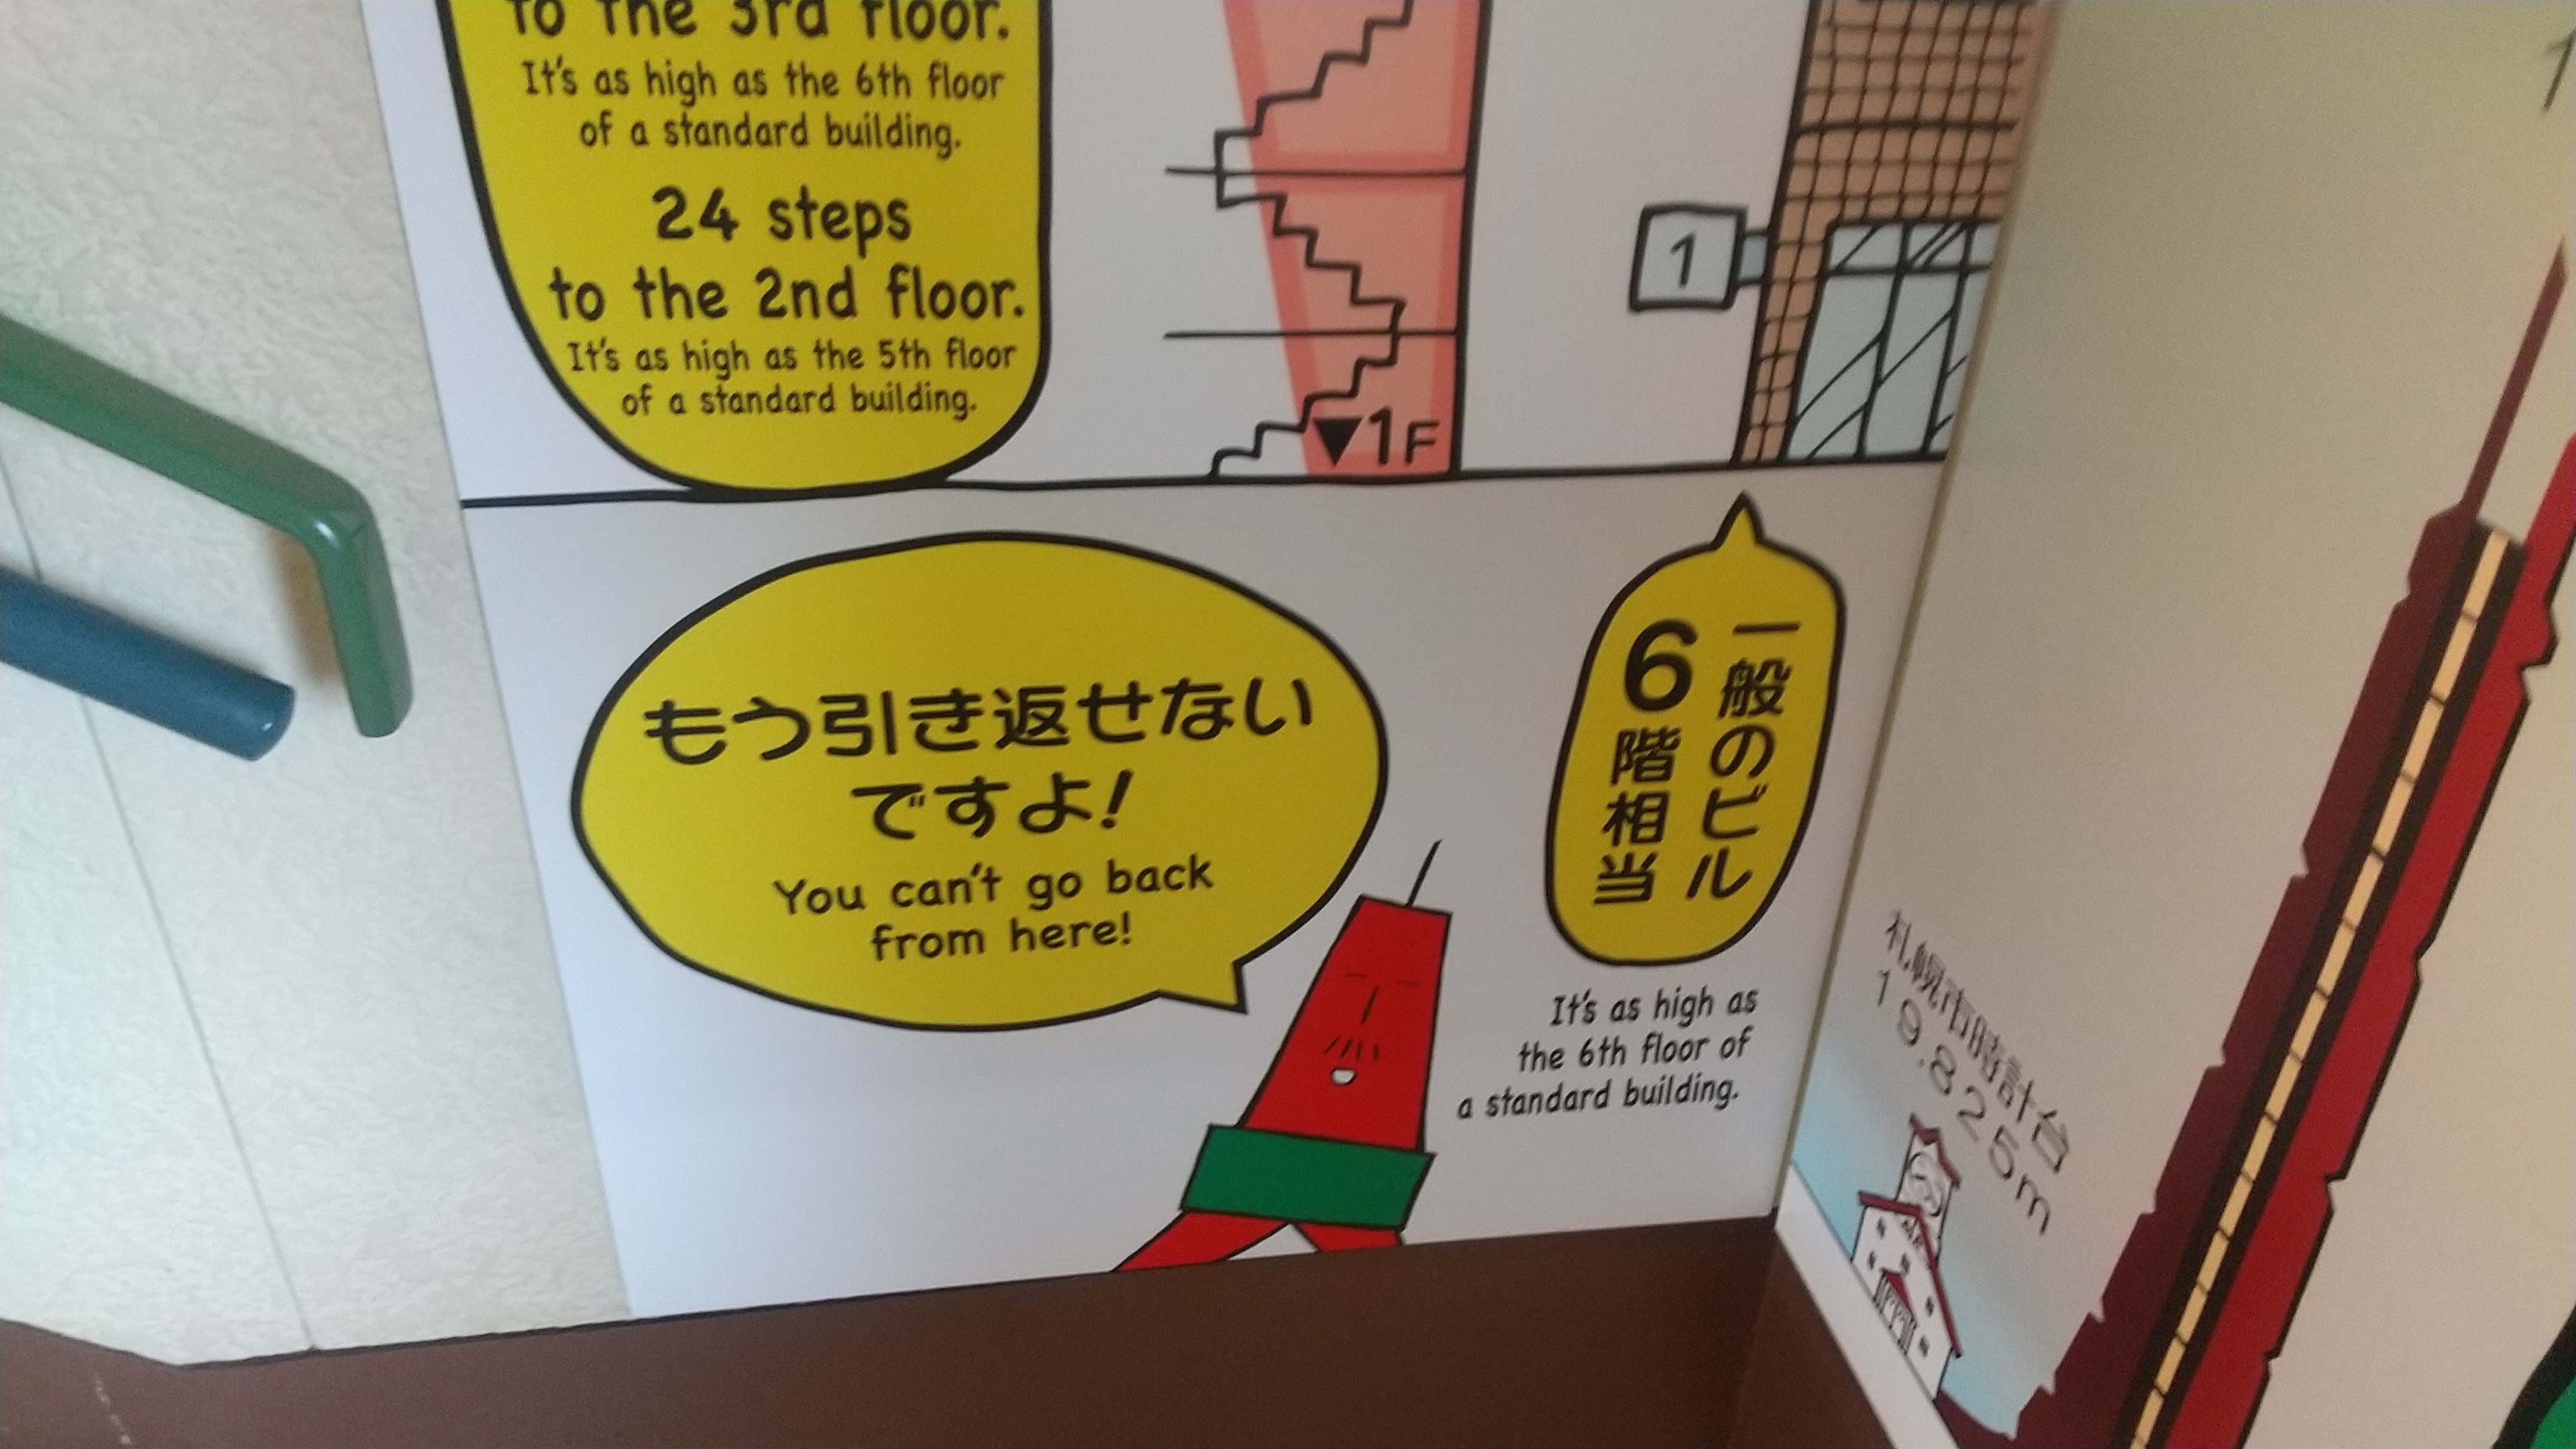 to the 3rd floor.
It's as high as the 6th floor
of a standard building.
24 steps
to the 2nd floor.
It's as high as the 5th floor
of a standard building.
▼1F
1
もう引き返せない
ですよ!
You can't go back
from here!
一般のビル
6階相当
It's as high as
the 6th floor of
a standard building.
札幌市時計台
19.825m